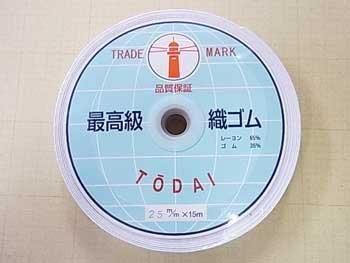 TRADE MARK
品質保証
最高級 織ゴム
レーヨン 65%
ゴム 35%
TŌDAI
25 m/m×15m